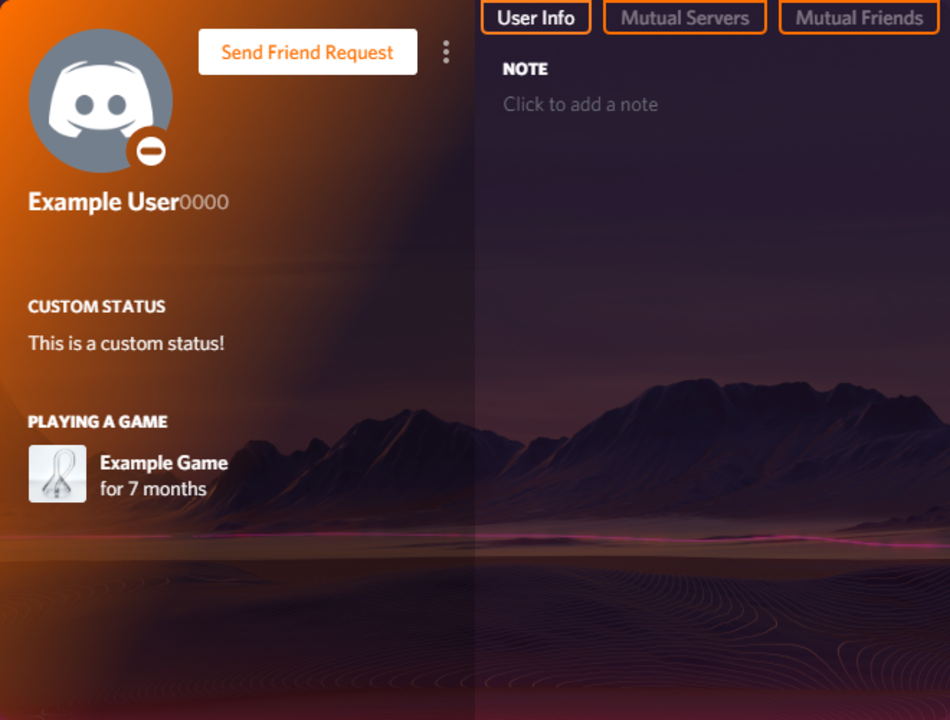 Send Friend Request
Example User0000
CUSTOM STATUS
This is a custom status!
PLAYING A GAME
Example Game
for 7 months
User Info
Mutual Servers
Mutual Friends
NOTE
Click to add a note